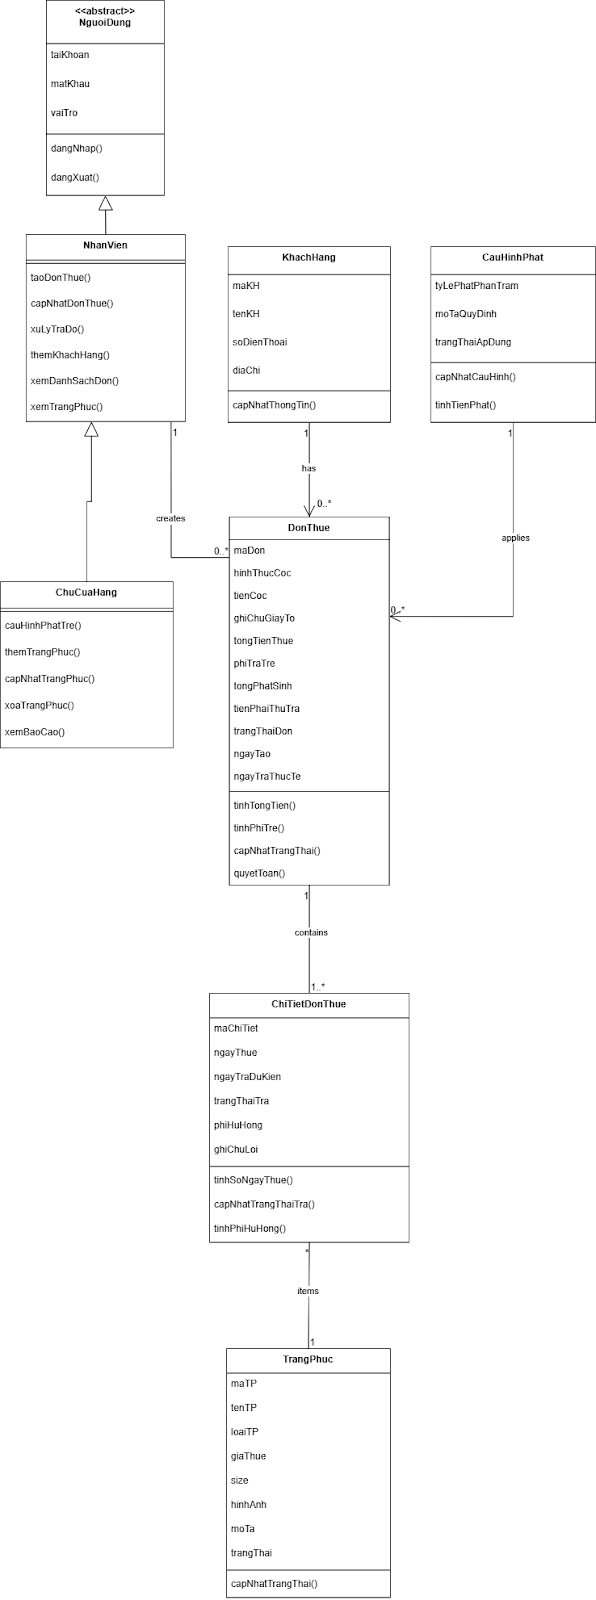 <<abstract>>
NguoiDung
taiKhoan
matKhau
vaiTro
dangNhap()
dangXuat()
NhanVien
taoDonThue()
capNhatDonThue()
xuLyTraDo()
themKhachHang()
xemDanhSachDon()
xemTrangPhuc()
KhachHang
maKH
tenKH
soDienThoai
diaChi
capNhatThongTin()
CauHinhPhat
tyLePhatPhanTram
moTaQuyDinh
trangThaiApDung
capNhatCauHinh()
tinhTienPhat()
1
1
1
has
0..*
creates
0..*
applies
0..*
ChuCuaHang
cauHinhPhatTre()
themTrangPhuc()
capNhatTrangPhuc()
xoaTrangPhuc()
xemBaoCao()
DonThue
maDon
hinhThucCoc
tienCoc
ghiChuGiayTo
tongTienThue
phiTraTre
tongPhatSinh
tienPhaiThuTra
trangThaiDon
ngayTao
ngayTraThucTe
tinhTongTien()
tinhPhiTre()
capNhatTrangThai()
quyetToan()
1
contains
1..*
ChiTietDonThue
maChiTiet
ngayThue
ngayTraDuKien
trangThaiTra
phiHuHong
ghiChuLoi
tinhSoNgayThue()
capNhatTrangThaiTra()
tinhPhiHuHong()
*
items
1
TrangPhuc
maTP
tenTP
loaiTP
giaThue
size
hinhAnh
moTa
trangThai
capNhatTrangThai()